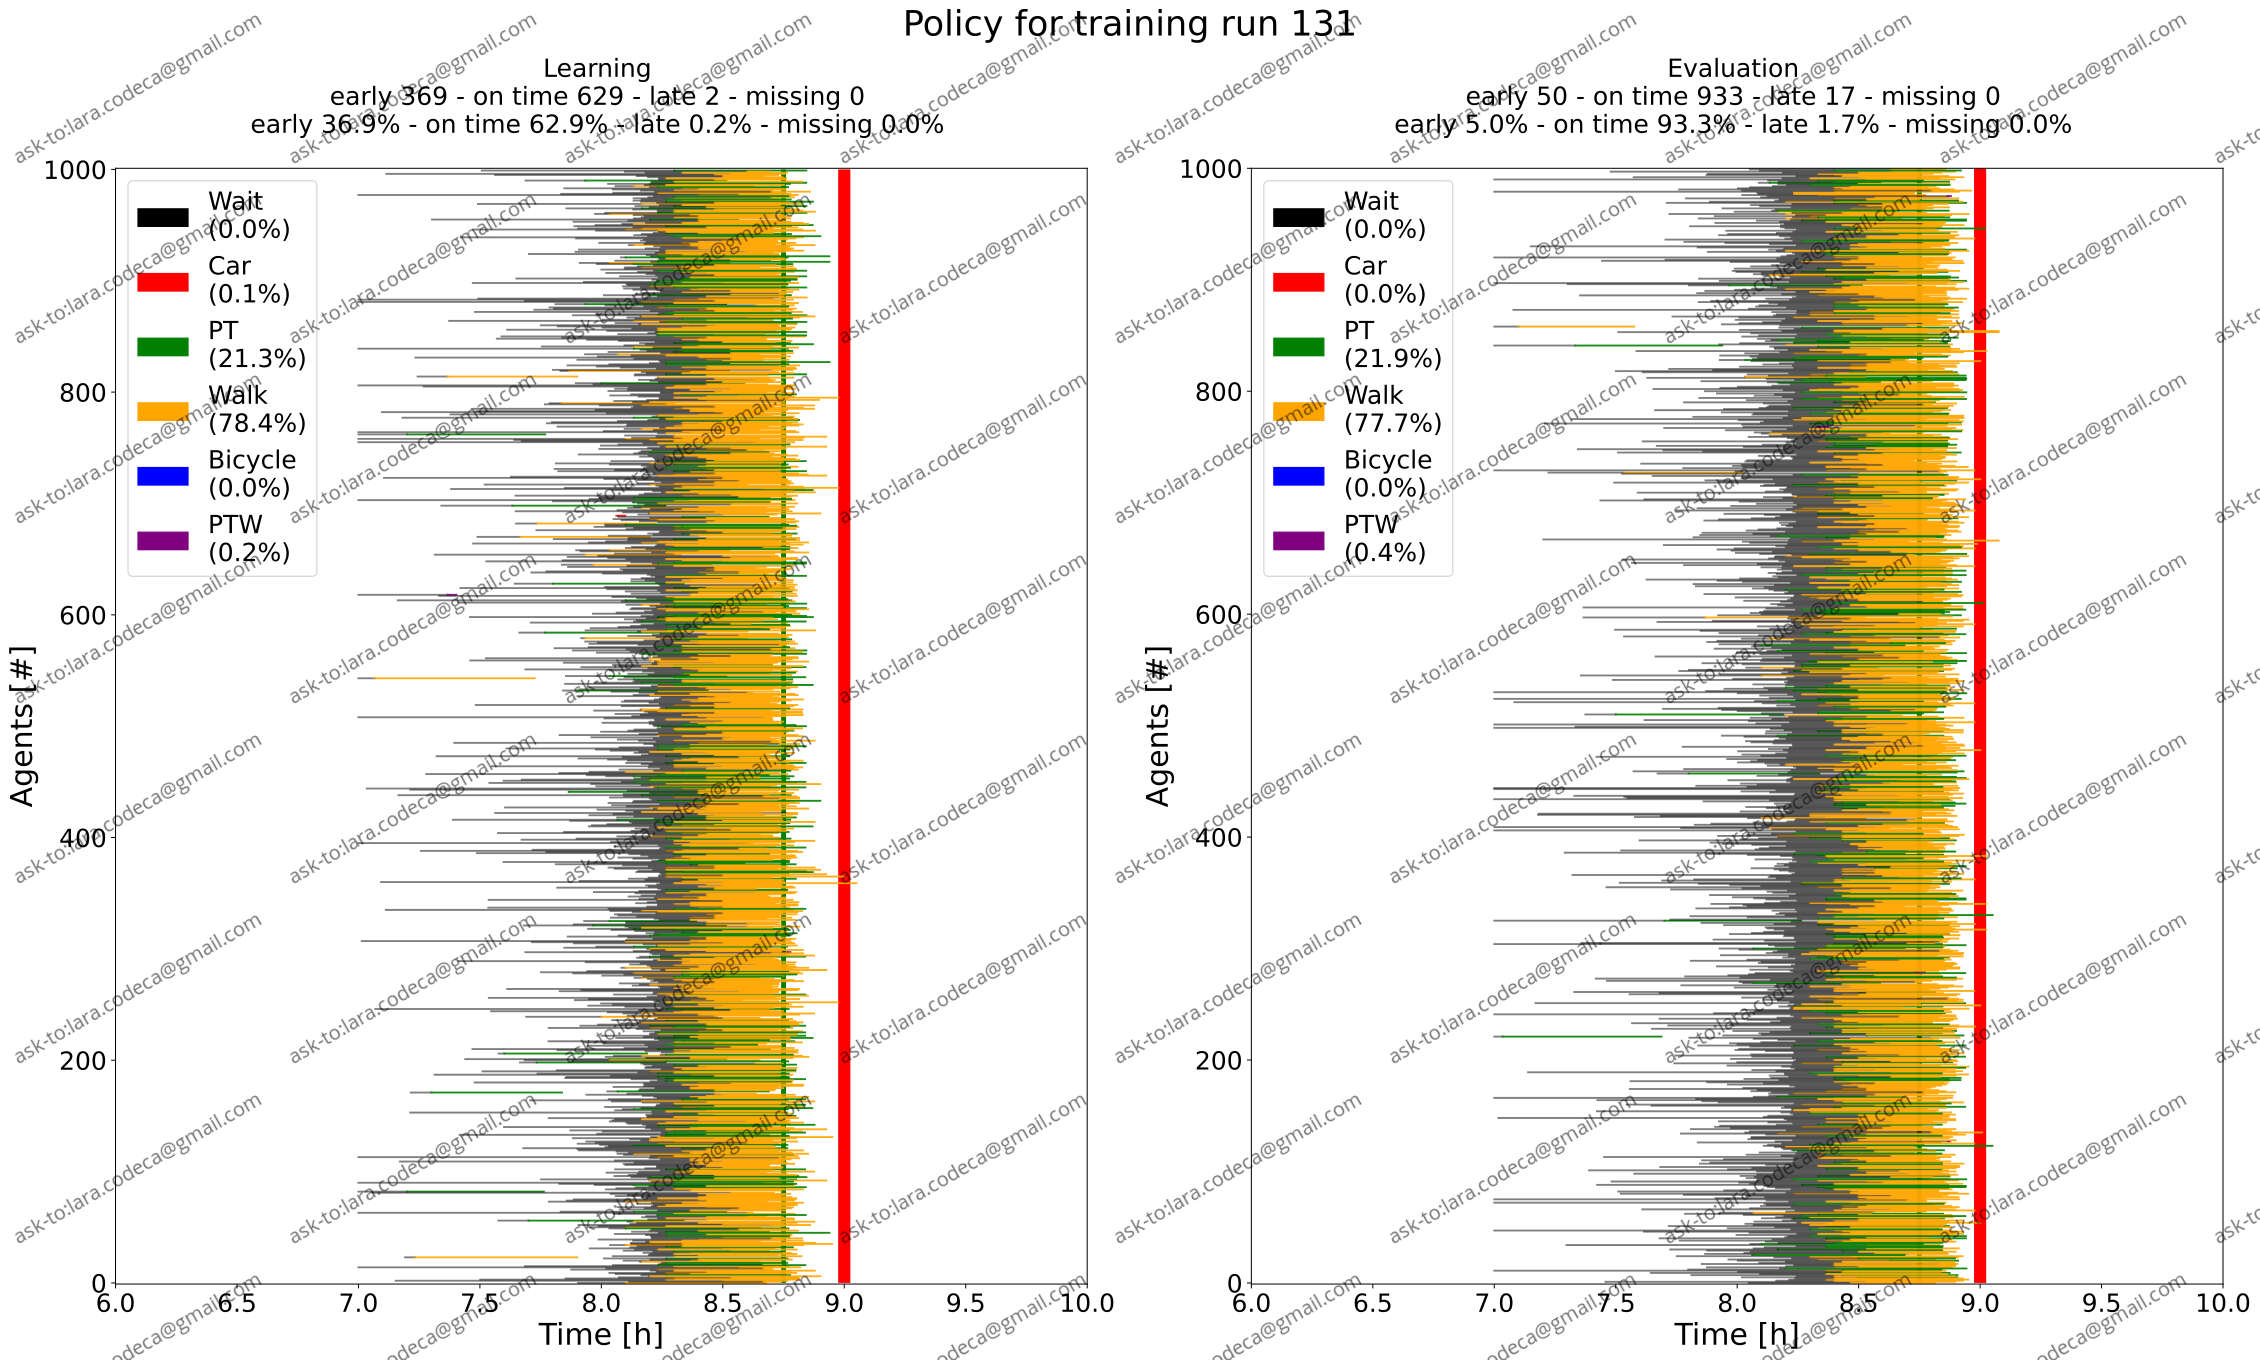 Policy for training run 131
Learning
early 369 - on time 629 - late 2 - missing 0
early 36.9% - on time 62.9% - late 0.2% - missing 0.0%
Wait
(0.0%)
Car
(0.1%)
PT
(21.3%)
Walk
(78.4%)
Bicycle
(0.0%)
PTW
(0.2%)
Agents [#]
1000
800
600
400
200
0
6.0 6.5 7.0 7.5 8.0 8.5 9.0 9.5 10.0
Time [h]
Evaluation
early 50 - on time 933 - late 17 - missing 0
early 5.0% - on time 93.3% - late 1.7% - missing 0.0%
Wait
(0.0%)
Car
(0.0%)
PT
(21.9%)
Walk
(77.7%)
Bicycle
(0.0%)
PTW
(0.4%)
Agents [#]
1000
800
600
400
200
0
6.0 6.5 7.0 7.5 8.0 8.5 9.0 9.5 10.0
Time [h]
ask-to:lara.codeca@gmail.com